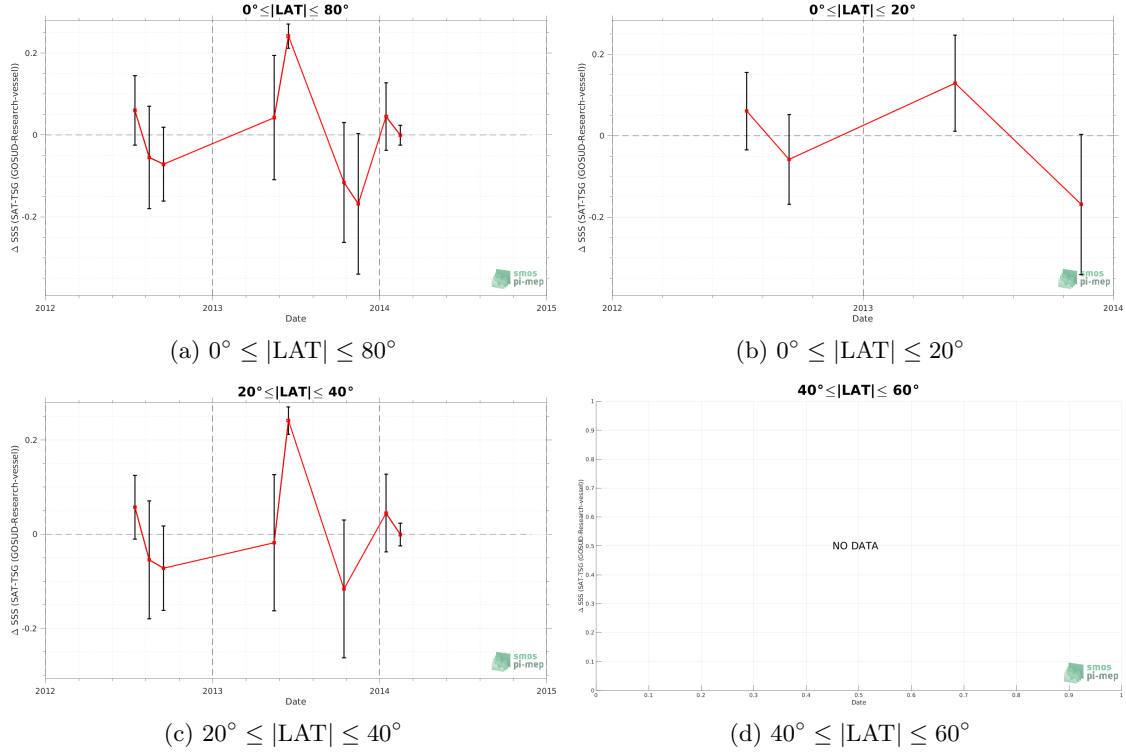 0°≤|LAT|≤ 80°
Δ SSS (SAT-TSG (GOSUD-Research-vessel))
0.2
0
-0.2
2012
2013
2014
2015
Date
smos
pi-mep
(a) 0° ≤ |LAT| ≤ 80°
0°≤|LAT|≤ 20°
Δ SSS (SAT-TSG (GOSUD-Research-vessel))
0.2
0
-0.2
2012
2013
2014
Date
smos
pi-mep
(b) 0° ≤ |LAT| ≤ 20°
20°≤|LAT|≤ 40°
Δ SSS (SAT-TSG (GOSUD-Research-vessel))
0.2
0
-0.2
2012
2013
2014
2015
Date
smos
pi-mep
(c) 20° ≤ |LAT| ≤ 40°
40°≤|LAT|≤ 60°
Δ SSS (SAT-TSG (GOSUD-Research-vessel))
1
0.9
0.8
0.7
0.6
0.5
0.4
0.3
0.2
0.1
0
NO DATA
0
0.1
0.2
0.3
0.4
0.5
0.6
0.7
0.8
0.9
1
Date
smos
pi-mep
(d) 40° ≤ |LAT| ≤ 60°